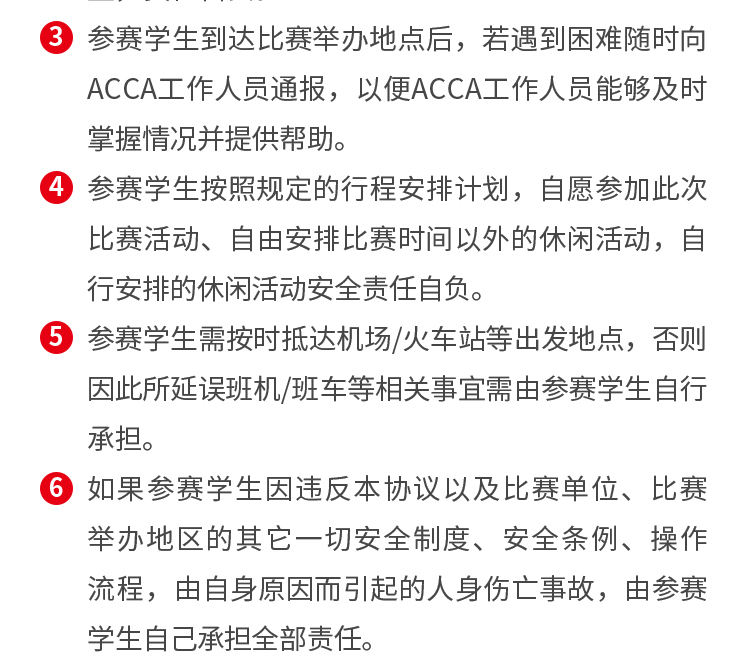 3 参赛学生到达比赛举办地点后，若遇到困难随时向
ACCA工作人员通报，以便ACCA工作人员能够及时
掌握情况并提供帮助。
4 参赛学生按照规定的行程安排计划，自愿参加此次
比赛活动、自由安排比赛时间以外的休闲活动，自
行安排的休闲活动安全责任自负。
5 参赛学生需按时抵达机场/火车站等出发地点，否则
因此所延误班机/班车等相关事宜需由参赛学生自行
承担。
6 如果参赛学生因违反本协议以及比赛单位、比赛
举办地区的其它一切安全制度、安全条例、操作
流程，由自身原因而引起的人身伤亡事故，由参赛
学生自己承担全部责任。